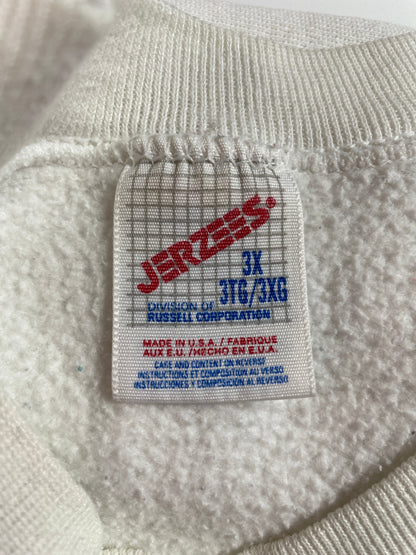 JERZEES®
3X
3TG/3XG
DIVISION OF
RUSSELL CORPORATION
MADE IN U.S.A. / FABRIQUE
AUX E.U. /HECHO EN E.U.A.
CARE AND CONTENT ON REVERSE
INSTRUCTIONS ET COMPOSITION AU VERSO
INSTRUCCIONES Y COMPOSICION AL REVERSO